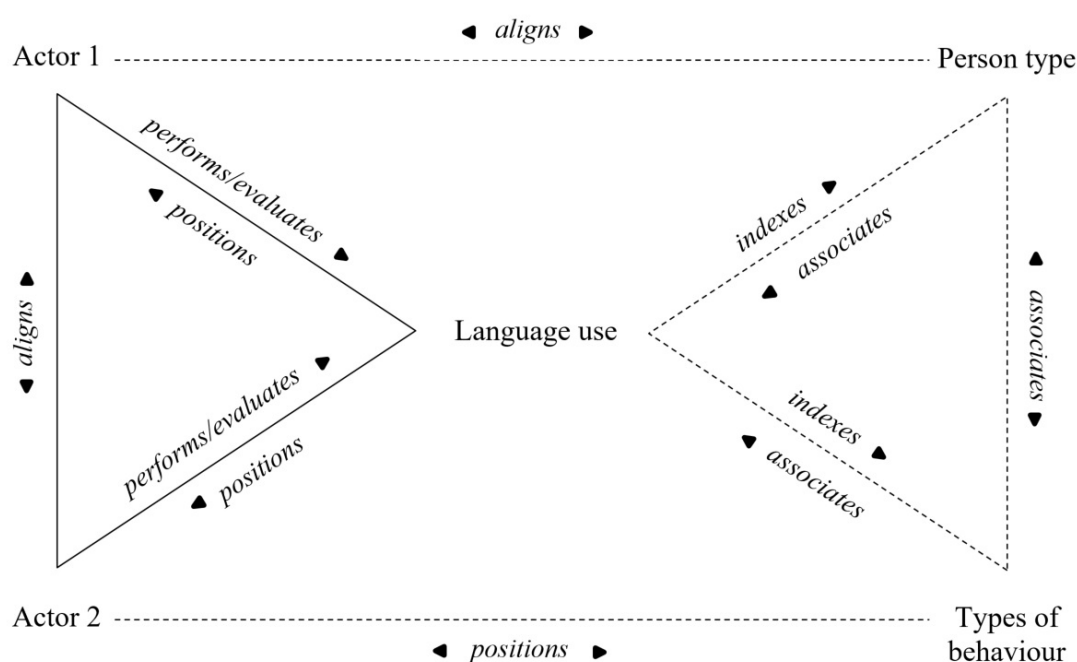 aligns
Actor 1
Person type
performs/evaluates
positions
indexes
associates
aligns
Language use
associates
performs/evaluates
positions
indexes
associates
Actor 2
Types of
behaviour
positions